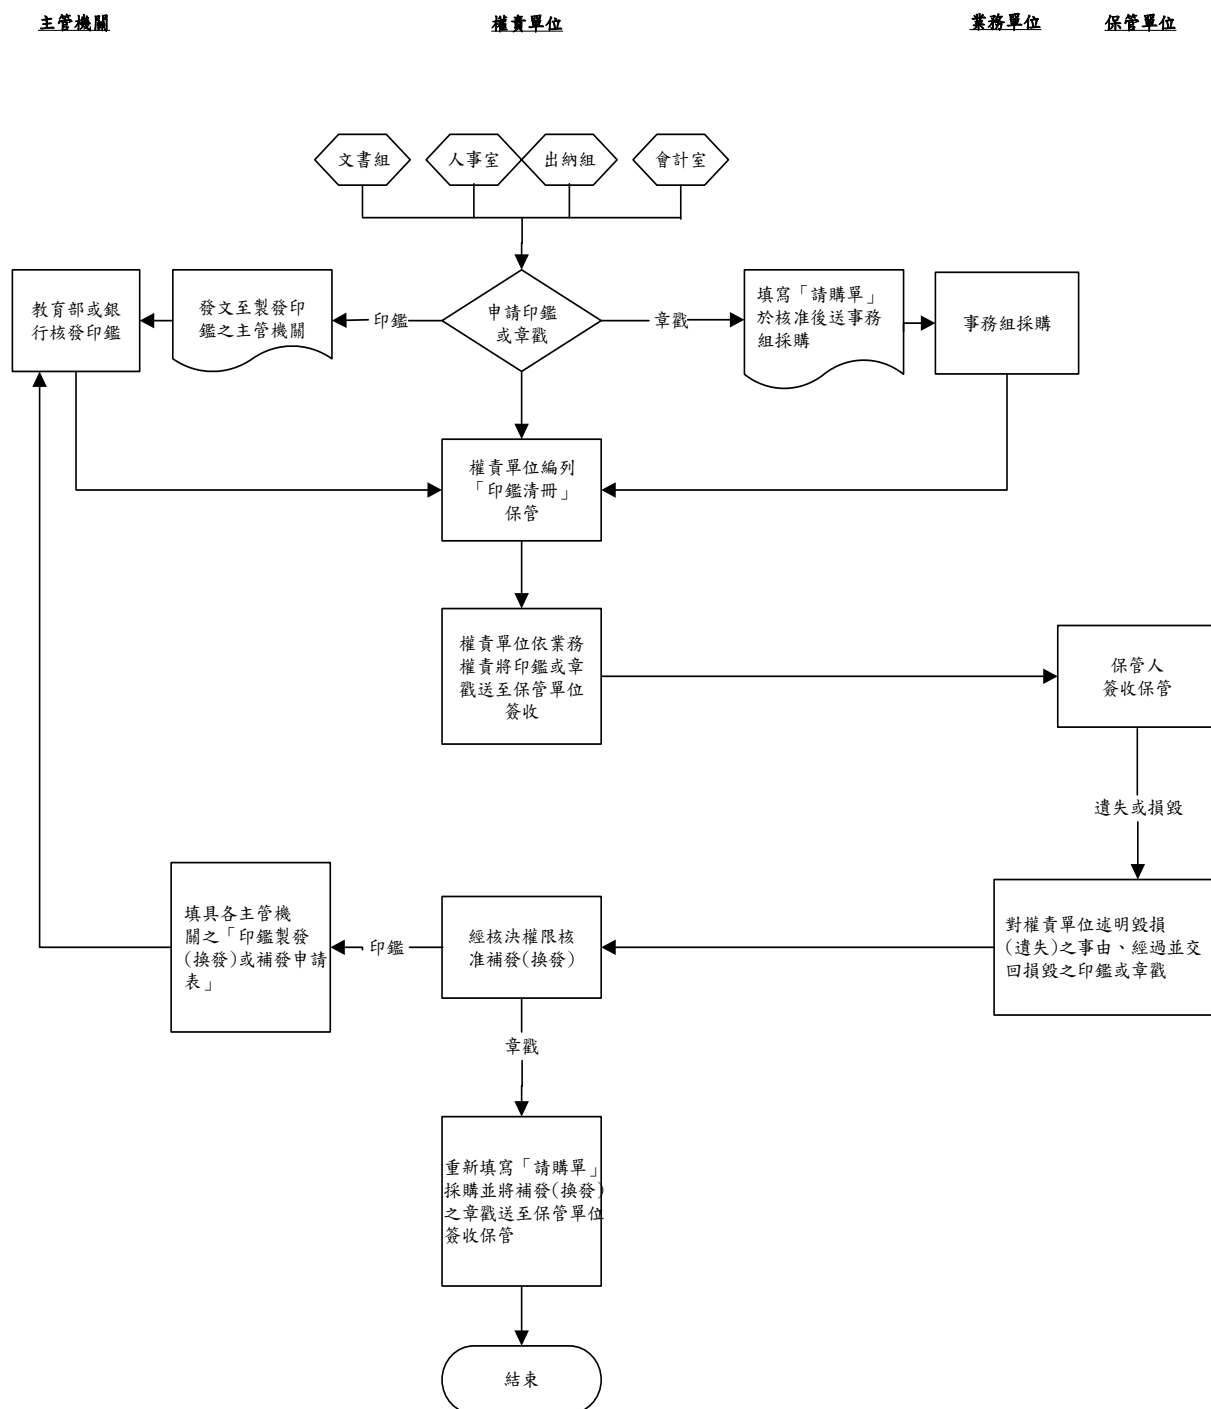 主管機關
權責單位
業務單位
保管單位
文書組
人事室
出納組
會計室
教育部或銀
行核發印鑑
發文至製發印
鑑之主管機關
印鑑
申請印鑑
或章戳
章戳
填寫「請購單」
於核准後送事務
組採購
事務組採購
權責單位編列
「印鑑清冊」
保管
權責單位依業務
權責將印鑑或章
戳送至保管單位
簽收
保管人
簽收保管
遺失或損毀
填具各主管機
關之「印鑑製發
(換發)或補發申請
表」
印鑑
經核決權限核
准補發(換發)
對權責單位述明毀損
(遺失)之事由、經過並交
回損毀之印鑑或章戳
章戳
重新填寫「請購單」
採購並將補發(換發)
之章戳送至保管單位
簽收保管
結束